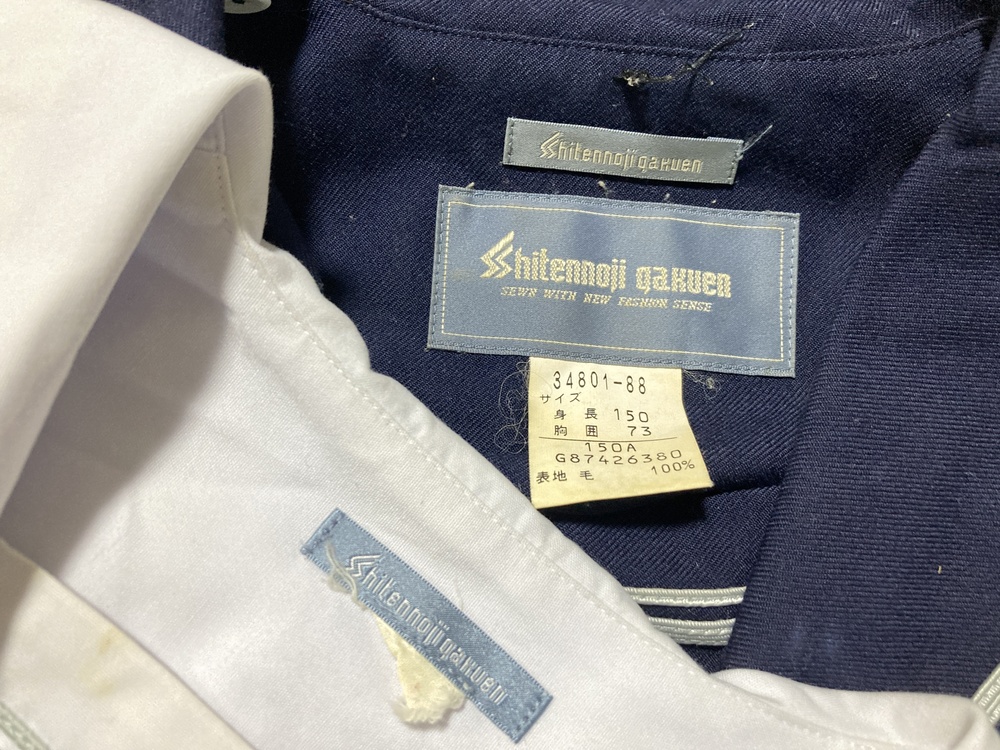 Shitennoji gakuen
Shitennoji gakuen
SEWN WITH NEW FASHION SENSE
34801-88
サイズ
身長 150
胸囲 73
150A
G87426380
表地 毛 100%
Shitennoji gakuen